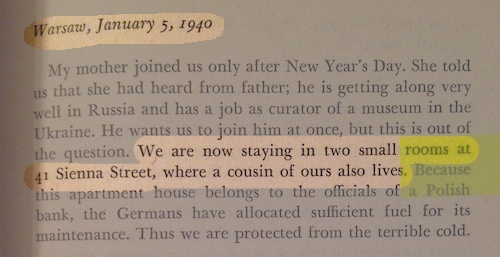 Warsaw, January 5, 1940
My mother joined us only after New Year's Day. She told
us that she had heard from father; he is getting along very
well in Russia and has a job as curator of a museum in the
Ukraine. He wants us to join him at once, but this is out of
the question. We are now staying in two small rooms at
41 Sienna Street, where a cousin of ours also lives. Because
this apartment house belongs to the officials of a Polish
bank, the Germans have allocated sufficient fuel for its
maintenance. Thus we are protected from the terrible cold.